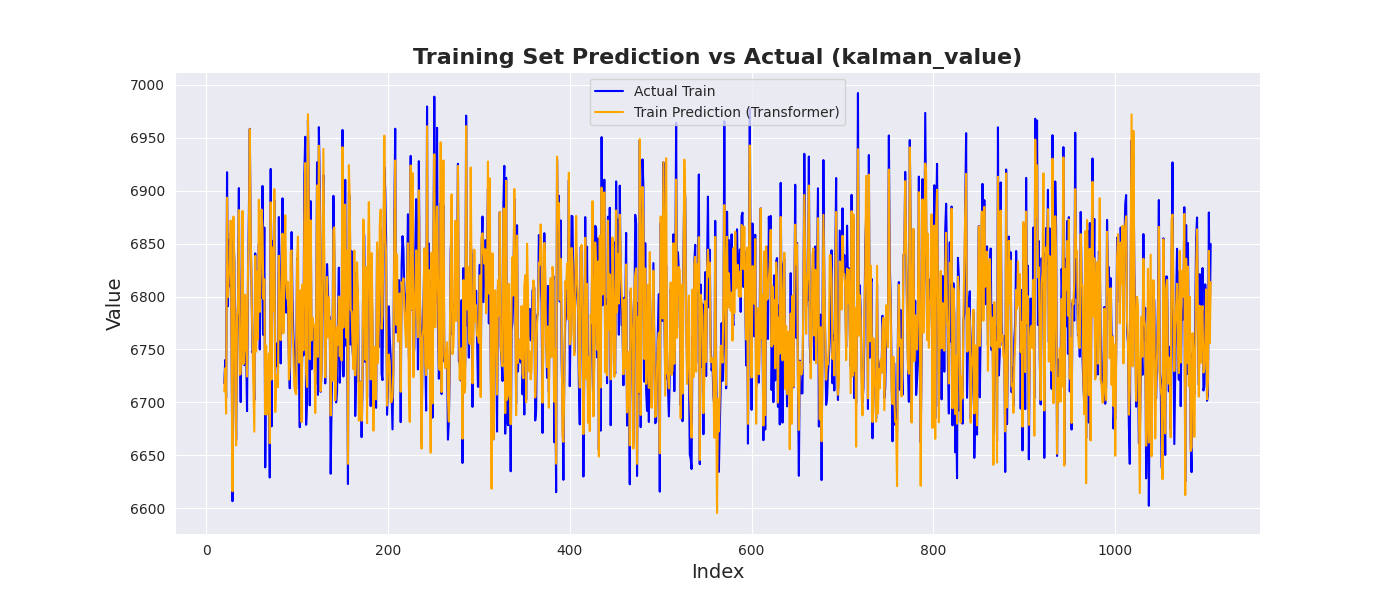 Training Set Prediction vs Actual (kalman_value)
Actual Train
Train Prediction (Transformer)
Value
7000
6950
6900
6850
6800
6750
6700
6650
6600
0 200 400 600 800 1000
Index